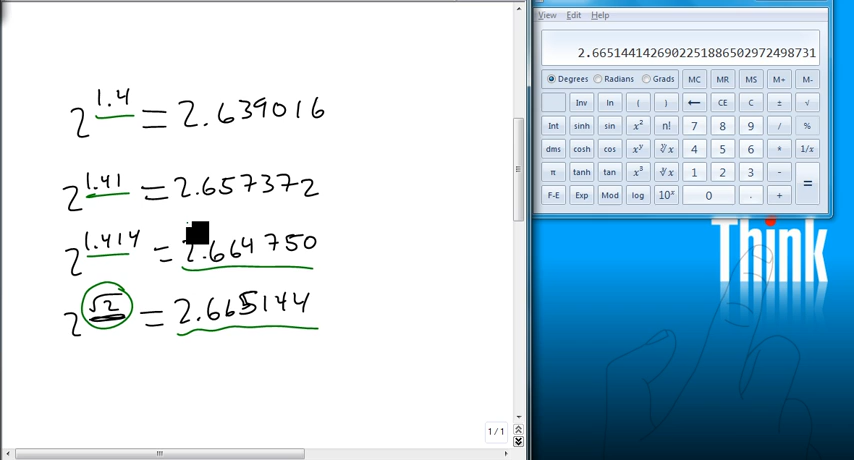 2^1.4 = 2.639016
2^1.41 = 2.657372
2^1.414 = 2.664750
2^√2 = 2.665144
1 / 1
View Edit Help
2.6651441426902251886502972498731
Degrees Radians Grads MC MR MS M+ M-
Inv ln ( ) ← CE C ± √
Int sinh sin x² n! 7 8 9 / %
dms cosh cos x^y ʸ√x 4 5 6 * 1/x
π tanh tan x³ ³√x 1 2 3 - =
F-E Exp Mod log 10^x 0 . +
Think